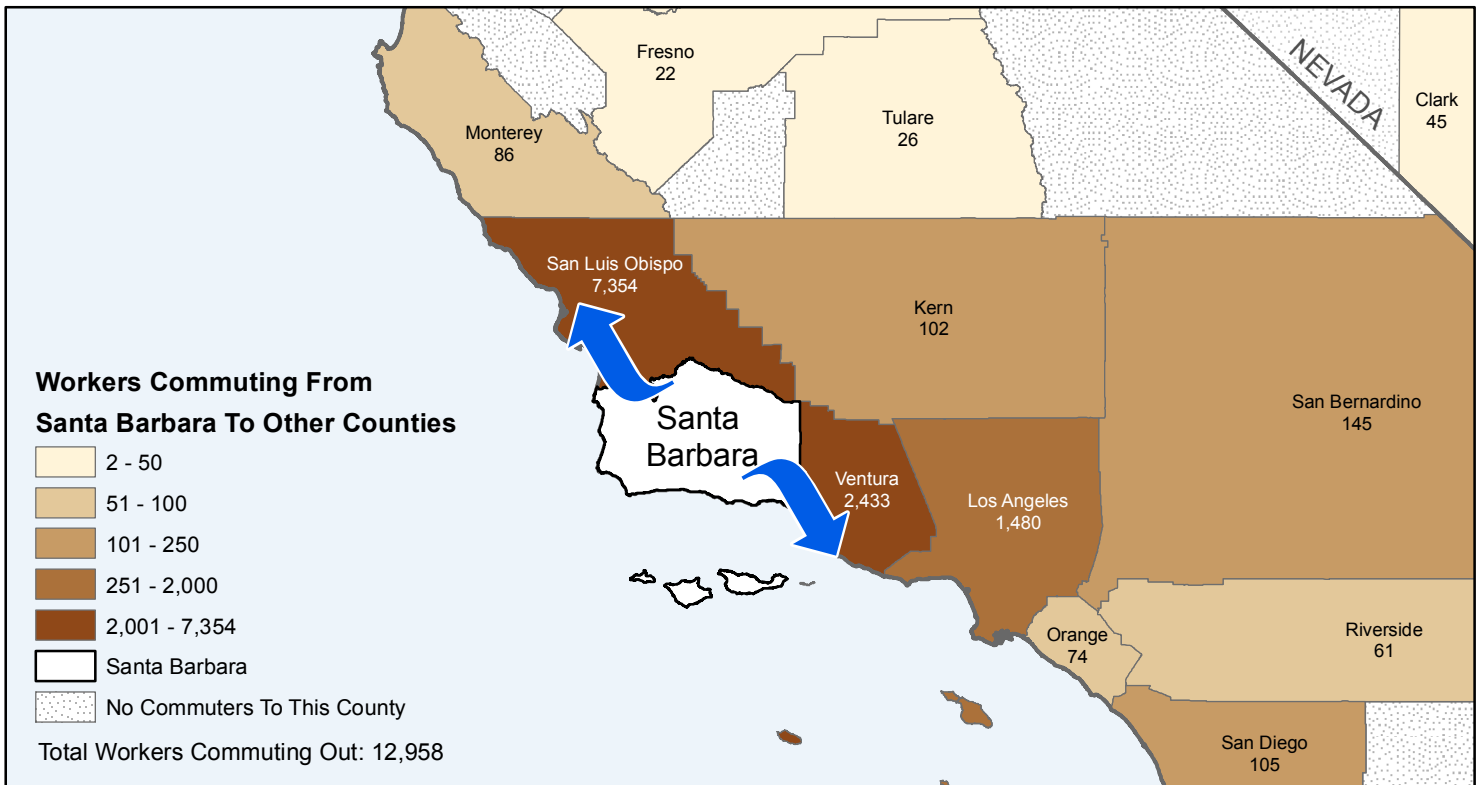 Fresno
22
NEVADA
Clark
45
Tulare
26
Monterey
86
San Luis Obispo
7,354
Kern
102
San Bernardino
145
Santa
Barbara
Ventura
2,433
Los Angeles
1,480
Orange
74
Riverside
61
San Diego
105
Workers Commuting From
Santa Barbara To Other Counties
2 - 50
51 - 100
101 - 250
251 - 2,000
2,001 - 7,354
Santa Barbara
No Commuters To This County
Total Workers Commuting Out: 12,958